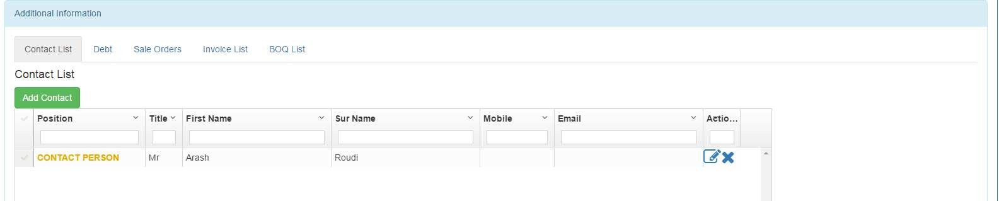 Additional Information
Contact List Debt Sale Orders Invoice List BOQ List
Contact List
Add Contact
Position Title First Name Sur Name Mobile Email Actio...
CONTACT PERSON Mr Arash Roudi